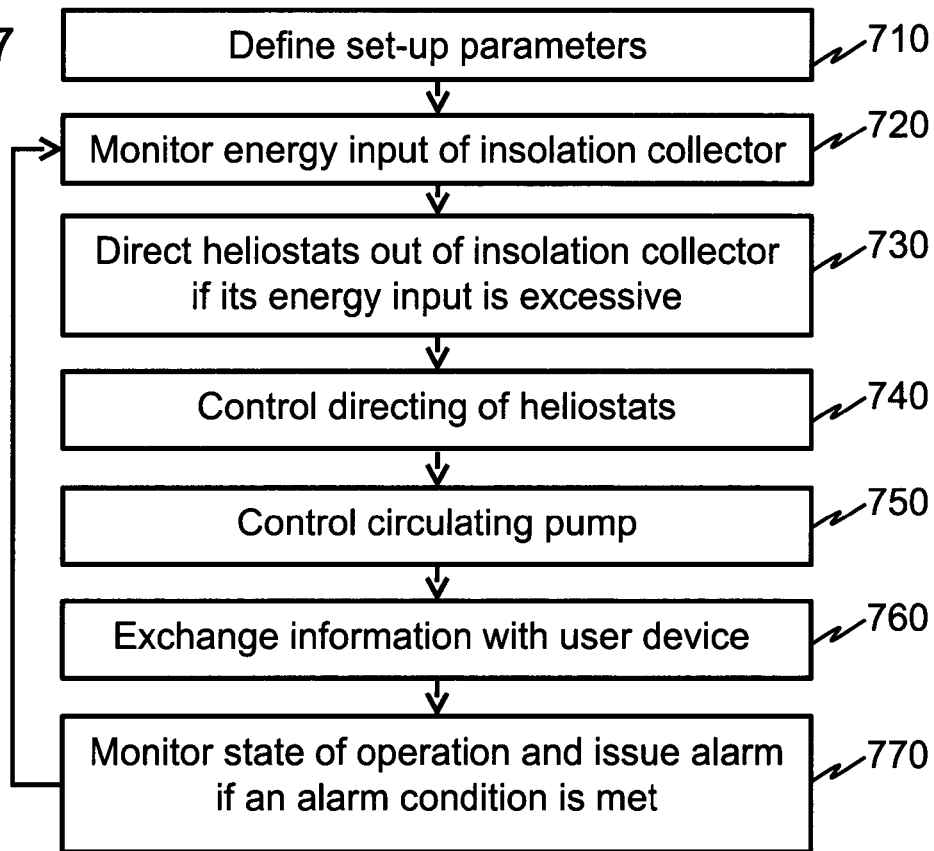 7
Define set-up parameters
710
Monitor energy input of insolation collector
720
Direct heliostats out of insolation collector
if its energy input is excessive
730
Control directing of heliostats
740
Control circulating pump
750
Exchange information with user device
760
Monitor state of operation and issue alarm
if an alarm condition is met
770